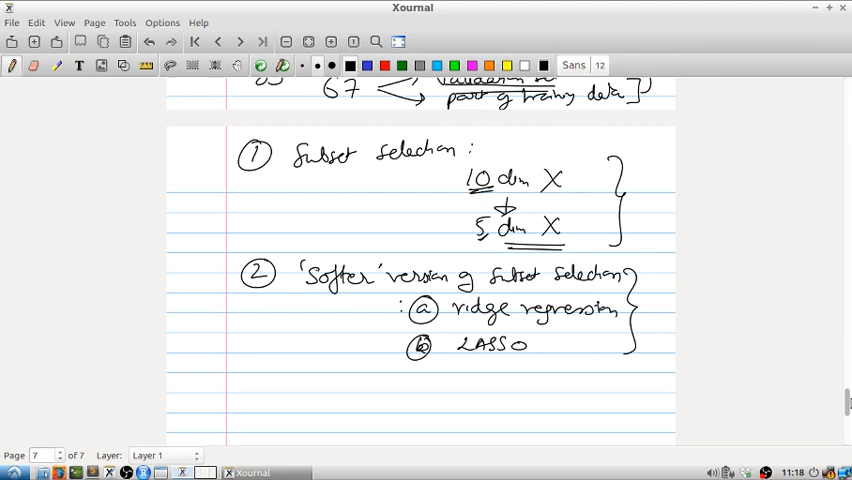 Xournal
File Edit View Page Tools Options Help
Sans 12
67 validation se
part of training data]
① Subset selection :
10 dim X
5 dim X
② 'Softer' version of subset selection
: ⓐ ridge regression
ⓑ LASSO
Page 7 of 7 Layer: Layer 1
Xournal 11:18